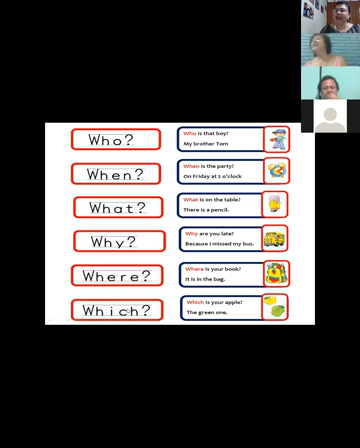 Who?
Who is that boy?
My brother Tom
When?
When is the party?
On Friday at 2 o'clock
What?
What is on the table?
There is a pencil.
Why?
Why are you late?
Because I missed my bus.
Where?
Where is your book?
It is in the bag.
Which?
Which is your apple?
The green one.